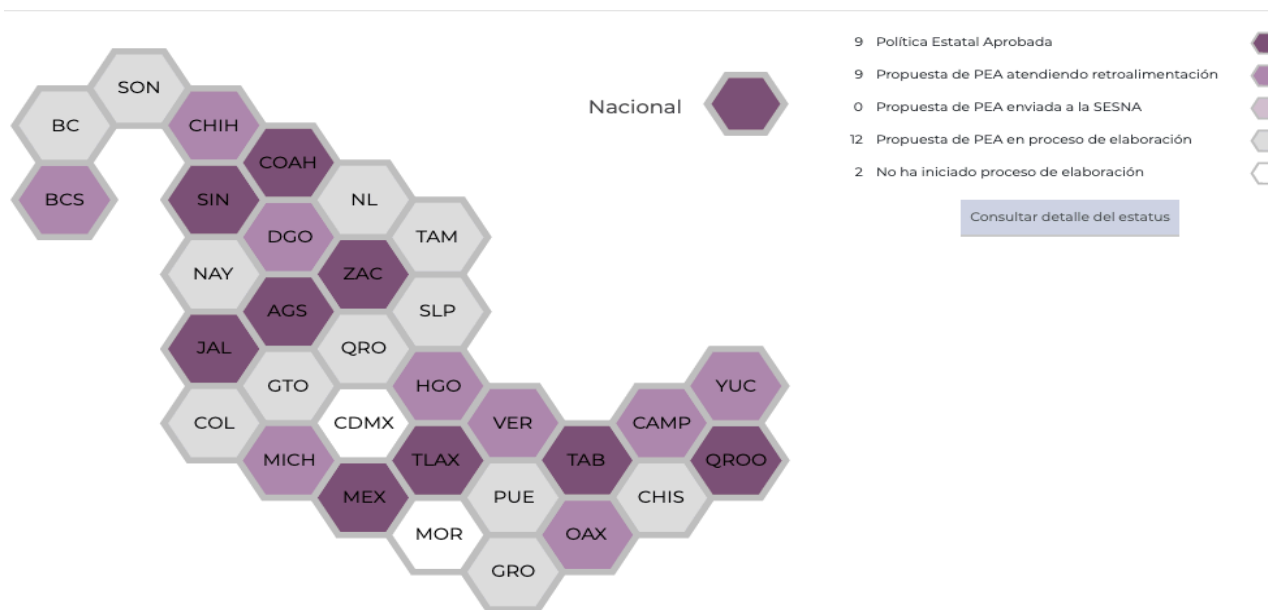 SON
BC
CHIH
COAH
BCS
SIN
NL
DGO
TAM
NAY
ZAC
AGS
SLP
JAL
QRO
GTO
HGO
YUC
COL
CDMX
VER
CAMP
MICH
TLAX
TAB
QROO
MEX
PUE
CHIS
MOR
OAX
GRO
Nacional
9 Política Estatal Aprobada
9 Propuesta de PEA atendiendo retroalimentación
0 Propuesta de PEA enviada a la SESNA
12 Propuesta de PEA en proceso de elaboración
2 No ha iniciado proceso de elaboración
Consultar detalle del estatus